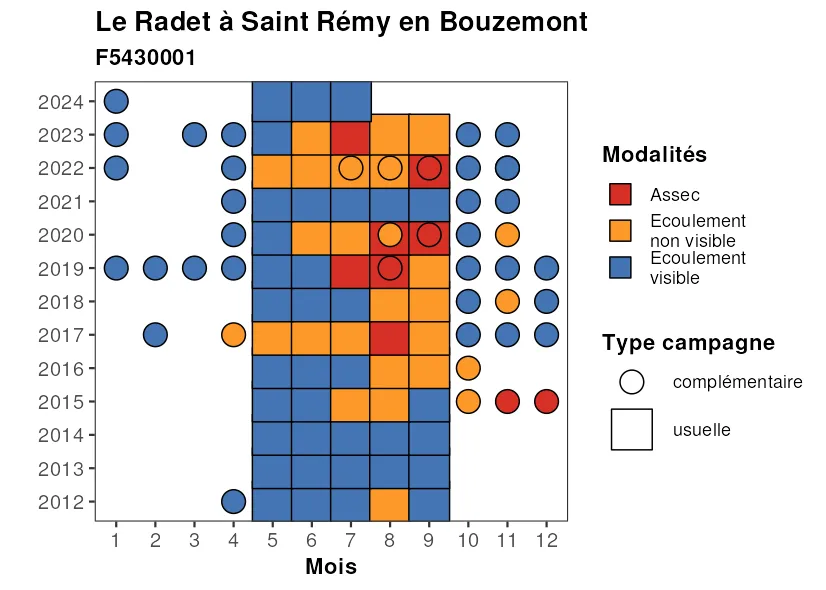 Le Radet à Saint Rémy en Bouzemont
F5430001
2024
2023
2022
2021
2020
2019
2018
2017
2016
2015
2014
2013
2012
1 2 3 4 5 6 7 8 9 10 11 12
Mois
Modalités
Assec
Ecoulement
non visible
Ecoulement
visible
Type campagne
complémentaire
usuelle